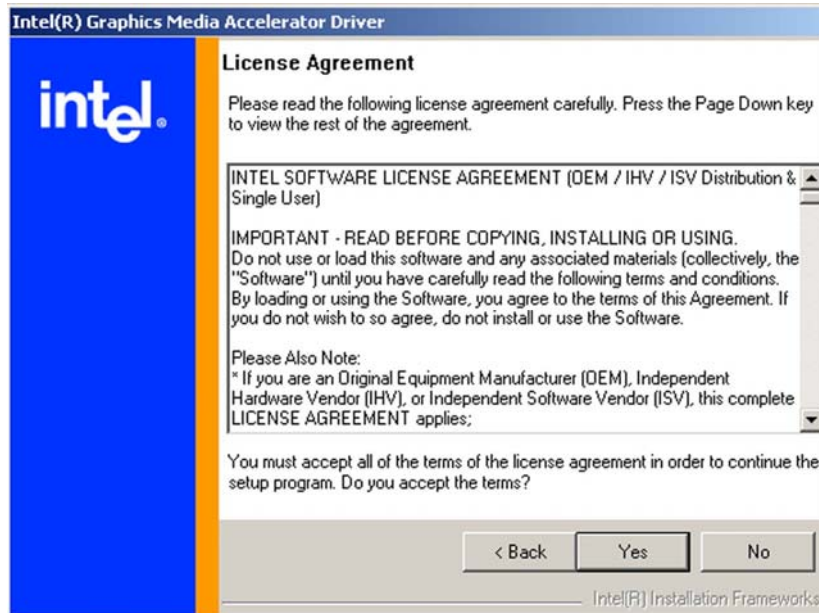 Intel(R) Graphics Media Accelerator Driver
intel®
License Agreement
Please read the following license agreement carefully. Press the Page Down key
to view the rest of the agreement.
INTEL SOFTWARE LICENSE AGREEMENT (OEM / IHV / ISV Distribution &
Single User)
IMPORTANT - READ BEFORE COPYING, INSTALLING OR USING.
Do not use or load this software and any associated materials (collectively, the
"Software") until you have carefully read the following terms and conditions.
By loading or using the Software, you agree to the terms of this Agreement. If
you do not wish to so agree, do not install or use the Software.
Please Also Note:
* If you are an Original Equipment Manufacturer (OEM), Independent
Hardware Vendor (IHV), or Independent Software Vendor (ISV), this complete
LICENSE AGREEMENT applies;
You must accept all of the terms of the license agreement in order to continue the
setup program. Do you accept the terms?
< Back
Yes
No
Intel(R) Installation Frameworks